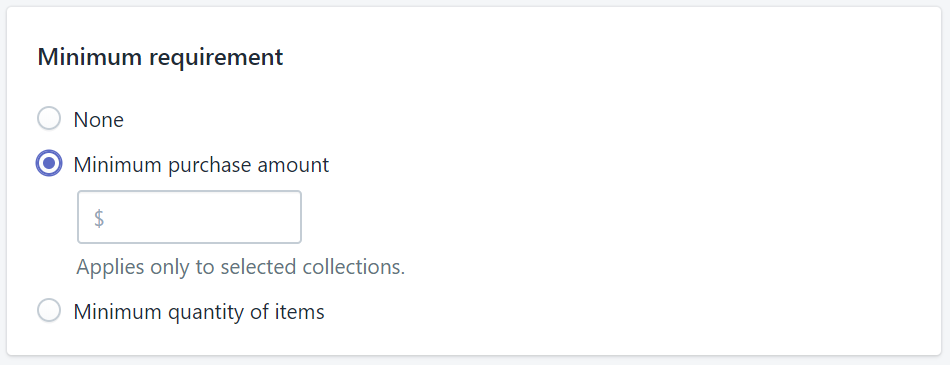 Minimum requirement
None
Minimum purchase amount
$
Applies only to selected collections.
Minimum quantity of items